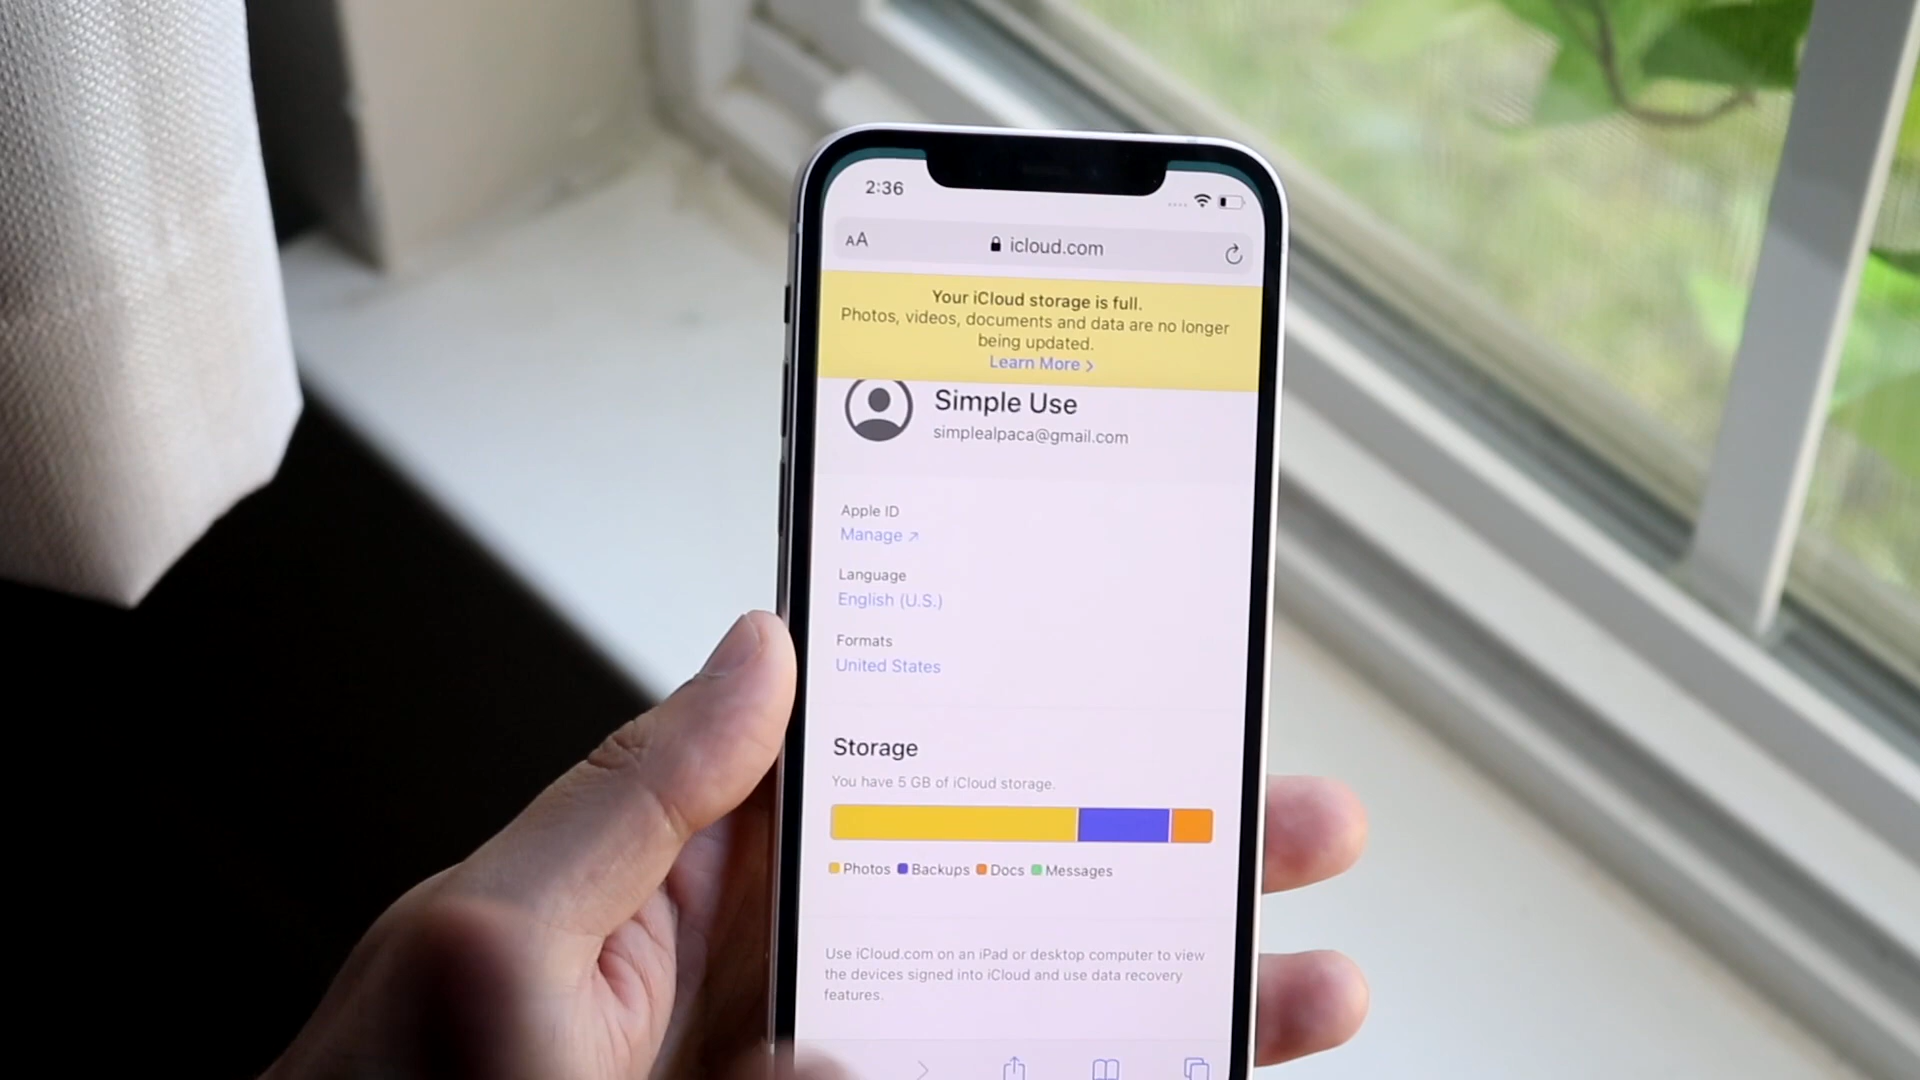 2:36
AA
icloud.com
Your iCloud storage is full.
Photos, videos, documents and data are no longer
being updated.
Learn More >
Simple Use
simplealpaca@gmail.com
Apple ID
Manage ↗
Language
English (U.S.)
Formats
United States
Storage
You have 5 GB of iCloud storage.
Photos Backups Docs Messages
Use iCloud.com on an iPad or desktop computer to view
the devices signed into iCloud and use data recovery
features.